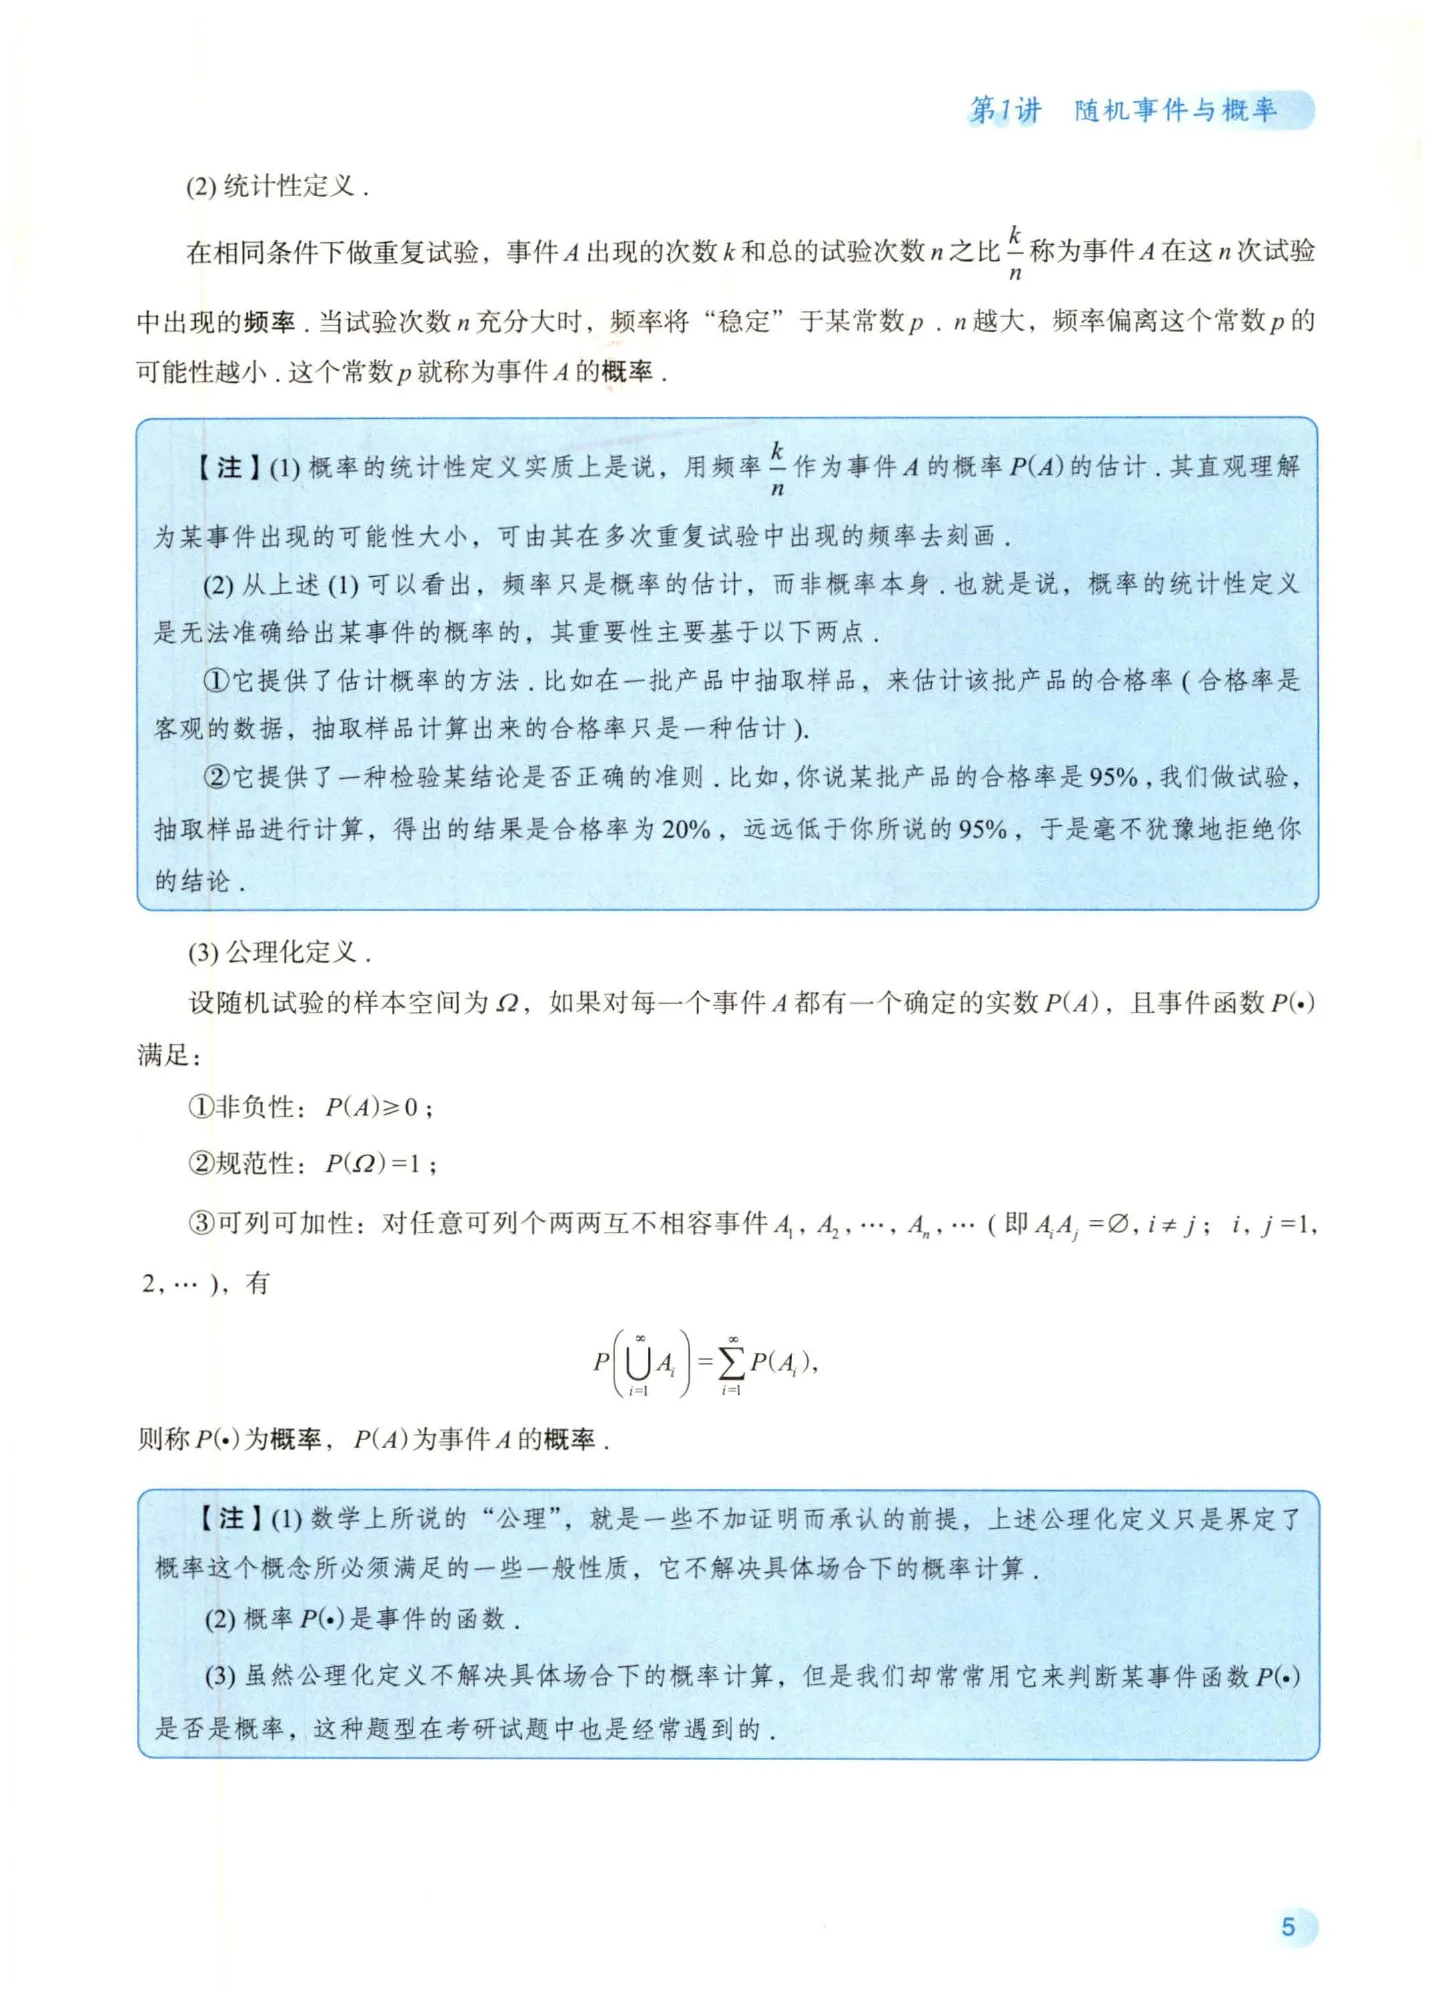 第1讲 随机事件与概率
(2) 统计性定义.
在相同条件下做重复试验，事件 A 出现的次数 k 和总的试验次数 n 之比 k/n 称为事件 A 在这 n 次试验
中出现的频率. 当试验次数 n 充分大时，频率将“稳定”于某常数 p . n 越大，频率偏离这个常数 p 的
可能性越小. 这个常数 p 就称为事件 A 的概率.
【注】(1) 概率的统计性定义实质上是说，用频率 k/n 作为事件 A 的概率 P(A) 的估计. 其直观理解
为某事件出现的可能性大小，可由其在多次重复试验中出现的频率去刻画.
(2) 从上述 (1) 可以看出，频率只是概率的估计，而非概率本身. 也就是说，概率的统计性定义
是无法准确给出某事件的概率的，其重要性主要基于以下两点.
①它提供了估计概率的方法. 比如在一批产品中抽取样品，来估计该批产品的合格率 ( 合格率是
客观的数据，抽取样品计算出来的合格率只是一种估计 ).
②它提供了一种检验某结论是否正确的准则. 比如，你说某批产品的合格率是 95%，我们做试验，
抽取样品进行计算，得出的结果是合格率为 20%，远远低于你所说的 95%，于是毫不犹豫地拒绝你
的结论.
(3) 公理化定义.
设随机试验的样本空间为 Ω，如果对每一个事件 A 都有一个确定的实数 P(A)，且事件函数 P(•)
满足：
①非负性：P(A)≥0；
②规范性：P(Ω)=1；
③可列可加性：对任意可列个两两互不相容事件 A₁, A₂, …, Aₙ, … ( 即 AᵢAⱼ =∅, i ≠ j； i, j =1,
2, … )，有
P(⋃_{i=1}^{∞} Aᵢ) = ∑_{i=1}^{∞} P(Aᵢ),
则称 P(•) 为概率，P(A) 为事件 A 的概率.
【注】(1) 数学上所说的“公理”，就是一些不加证明而承认的前提，上述公理化定义只是界定了
概率这个概念所必须满足的一些一般性质，它不解决具体场合下的概率计算.
(2) 概率 P(•) 是事件的函数.
(3) 虽然公理化定义不解决具体场合下的概率计算，但是我们却常常用它来判断某事件函数 P(•)
是否是概率，这种题型在考研试题中也是经常遇到的.
5